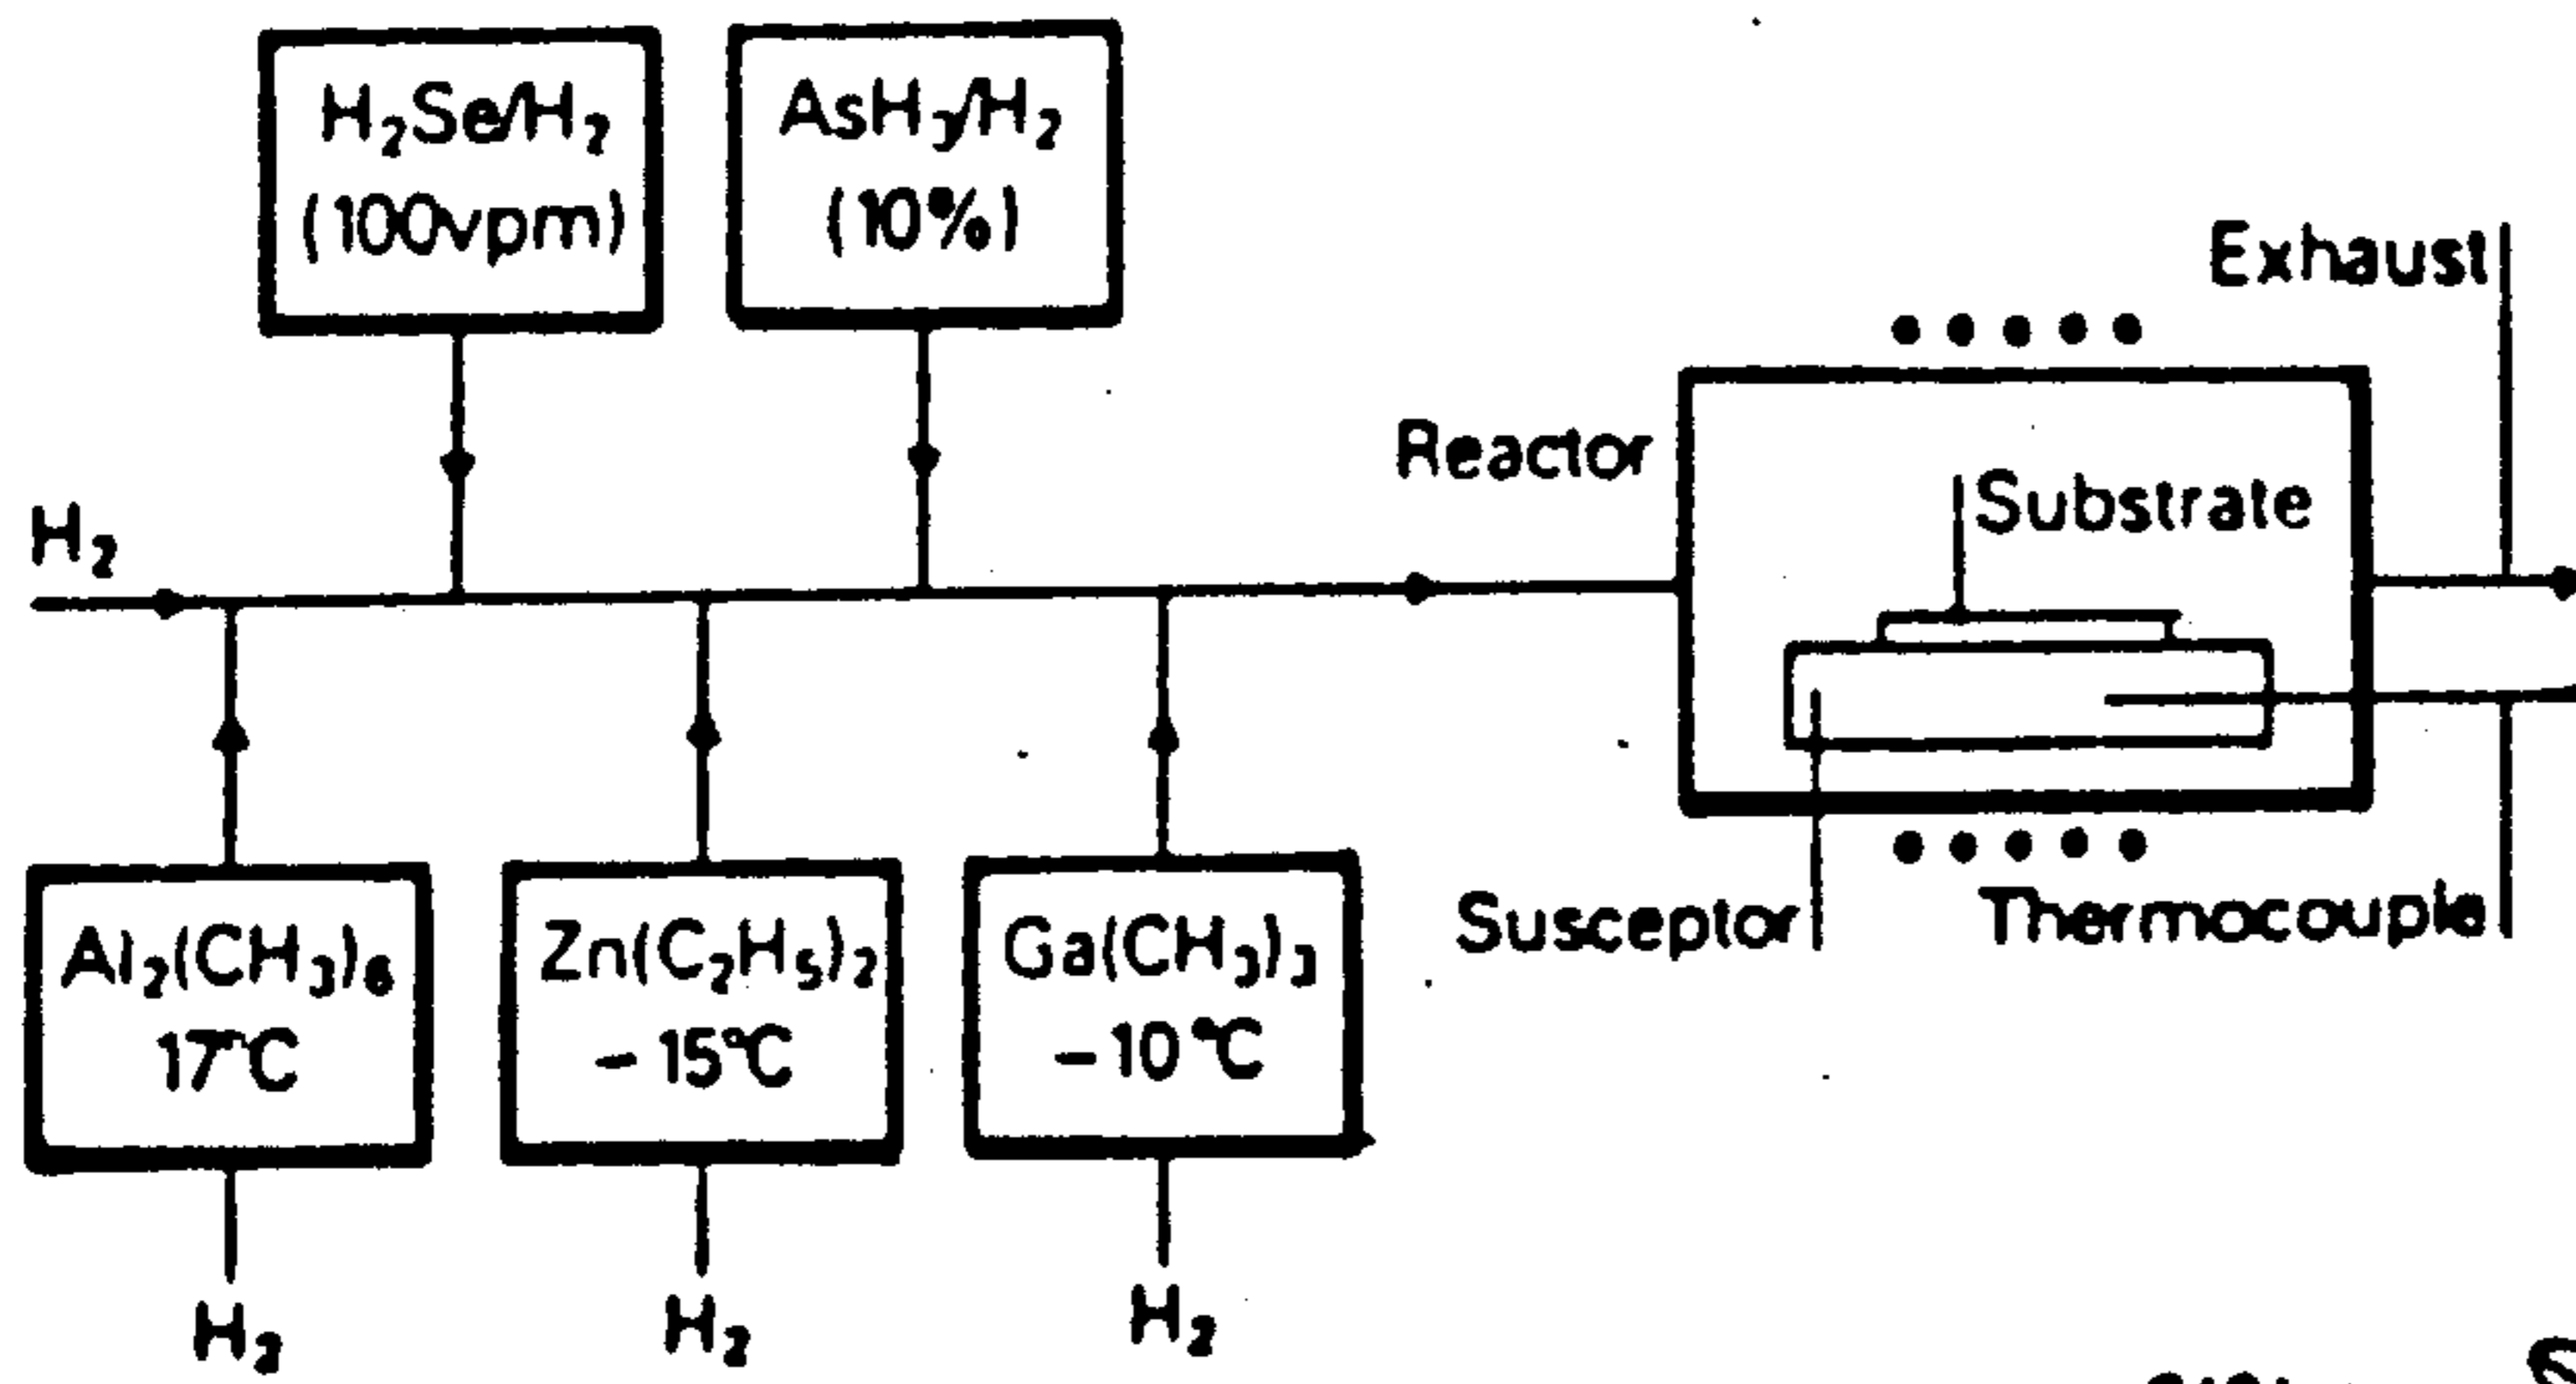 H₂Se/H₂
(100vpm)
AsH₃/H₂
(10%)
Exhaust
Reactor
Substrate
H₂
Al₂(CH₃)₆
17°C
Zn(C₂H₅)₂
- 15°C
Ga(CH₃)₃
- 10°C
Susceptor
Thermocouple
H₂
H₂
H₂